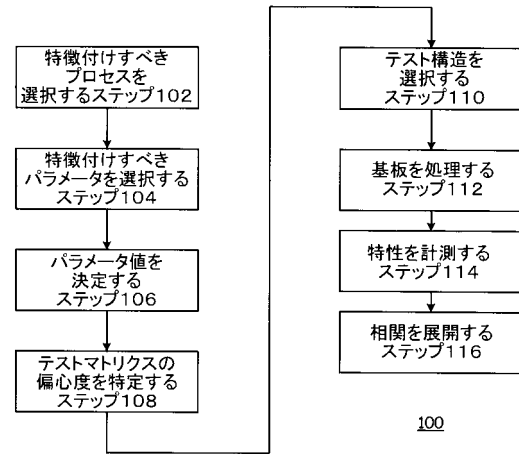 特徴付けすべき
プロセスを
選択するステップ102
特徴付けすべき
パラメータを選択する
ステップ104
パラメータ値を
決定する
ステップ106
テストマトリクスの
偏心度を特定する
ステップ108
テスト構造を
選択する
ステップ110
基板を処理する
ステップ112
特性を計測する
ステップ114
相関を展開する
ステップ116
100